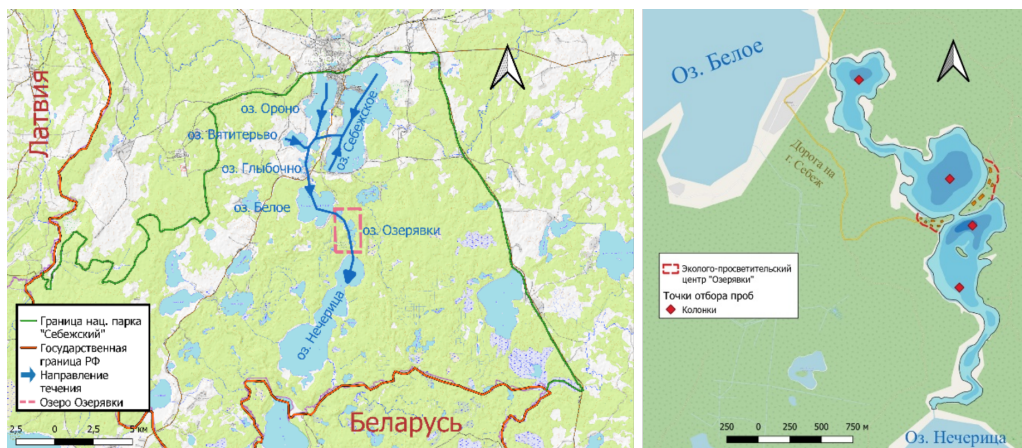 Латвия
оз. Ороно
оз. Вятитерьво
оз. Себежское
оз. Глыбочно
оз. Белое
оз. Озерявки
оз. Нечерица
Беларусь
Граница нац. парка
"Себежский"
Государственная
граница РФ
Направление
течения
Озеро Озерявки
2,5 0 2,5 5 км
Оз. Белое
Дорога на
г. Себеж
Эколого-просветительский
центр "Озерявки"
Точки отбора проб
Колонки
250 0 250 500 750 м
Оз. Нечерица